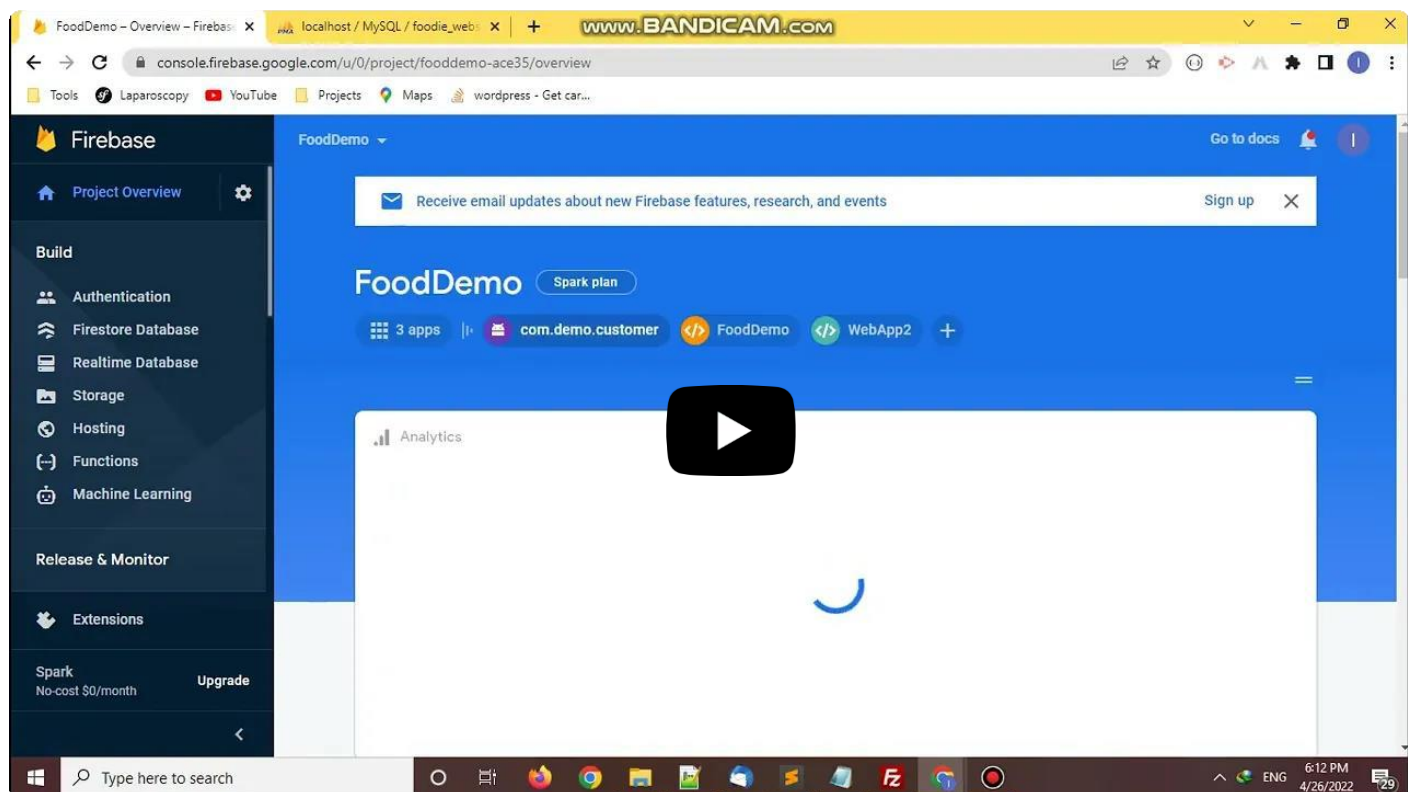 FoodDemo – Overview – Firebas
localhost / MySQL / foodie_webs
www.BANDICAM.com
console.firebase.google.com/u/0/project/fooddemo-ace35/overview
I
Tools
Laparoscopy
YouTube
Projects
Maps
wordpress - Get car...
Firebase
FoodDemo
Go to docs
I
Project Overview
Receive email updates about new Firebase features, research, and events
Sign up
Build
FoodDemo
Spark plan
Authentication
Firestore Database
3 apps
com.demo.customer
FoodDemo
WebApp2
Realtime Database
Storage
Hosting
Analytics
Functions
Machine Learning
Release & Monitor
Extensions
Spark
No-cost $0/month
Upgrade
Type here to search
ENG
6:12 PM
4/26/2022
29